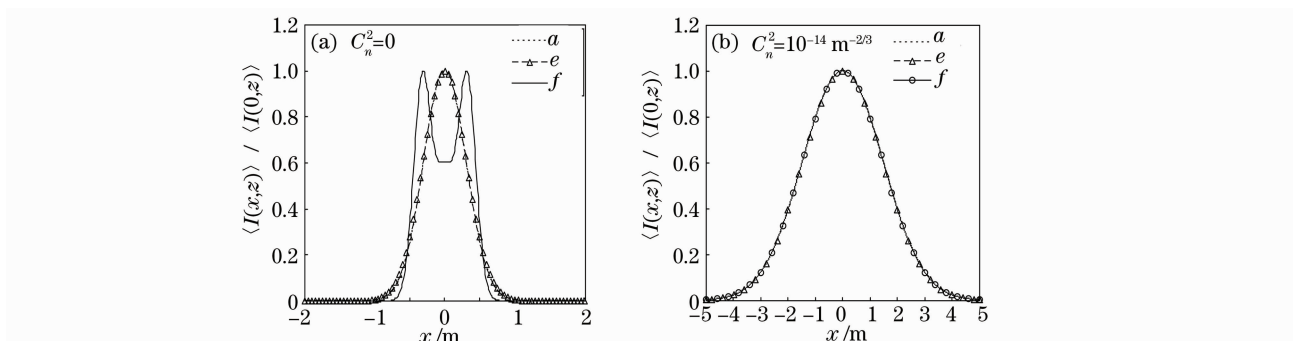 (a) C_n^2=0
a
e
f
1.2
1.0
0.8
0.6
0.4
0.2
0
−2 −1 0 1 2
x/m
⟨I(x,z)⟩ / ⟨I(0,z)⟩
(b) C_n^2=10^−14 m^−2/3
a
e
f
1.2
1.0
0.8
0.6
0.4
0.2
0
−5 −4 −3 −2 −1 0 1 2 3 4 5
x/m
⟨I(x,z)⟩ / ⟨I(0,z)⟩